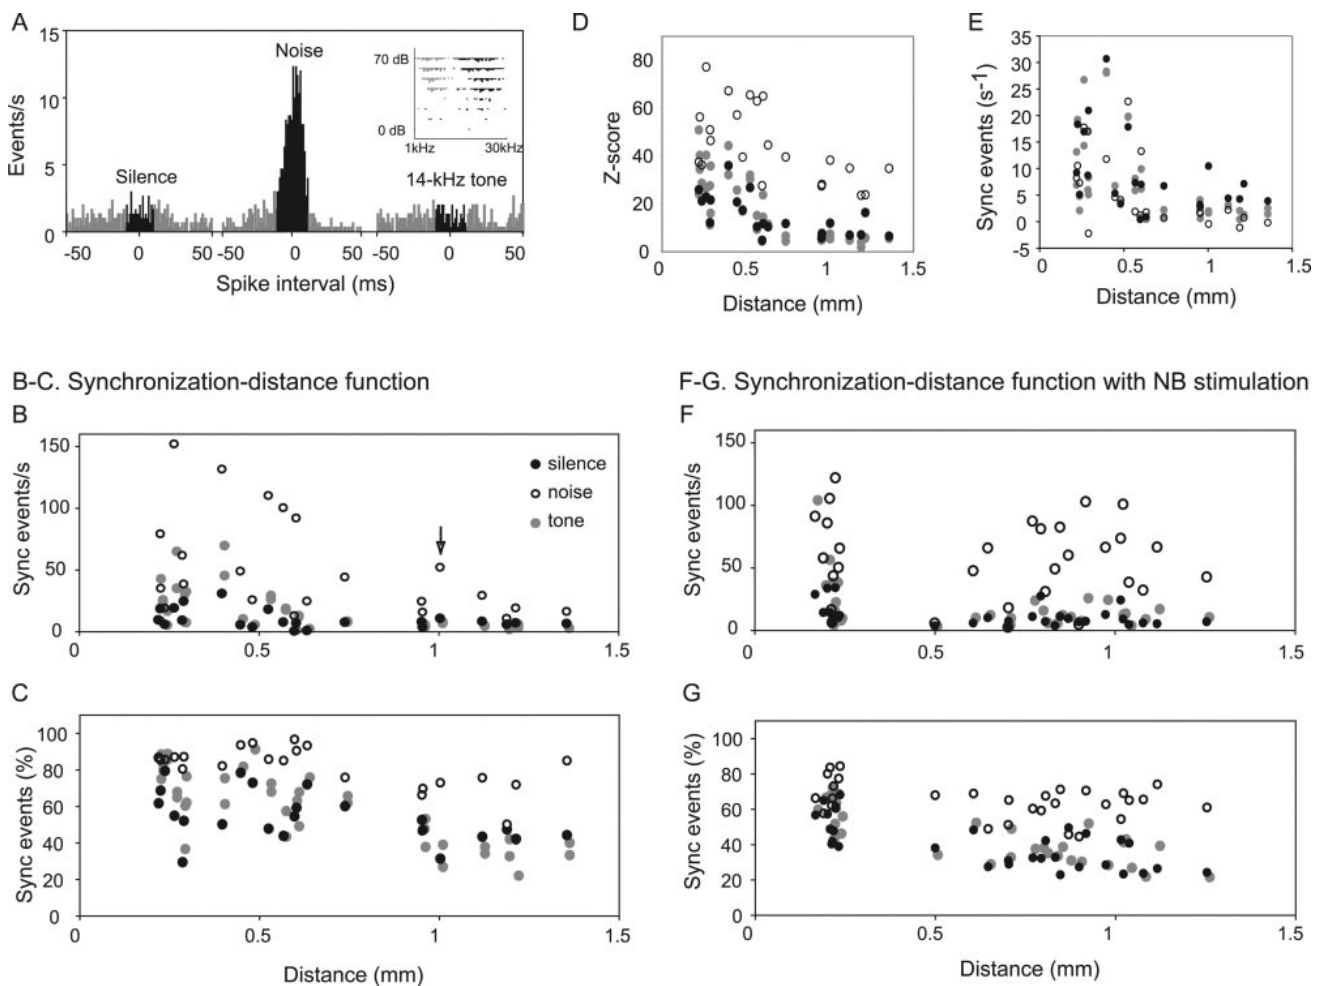 A
15
10
5
0
Events/s
Silence
Noise
14-kHz tone
70 dB
0 dB
1kHz
30kHz
-50
0
50
-50
0
50
-50
0
50
Spike interval (ms)
D
80
60
40
20
0
Z-score
0
0.5
1
1.5
Distance (mm)
E
35
30
25
20
15
10
5
0
-5
Sync events (s-1)
0
0.5
1
1.5
Distance (mm)
B-C. Synchronization-distance function
B
150
100
50
0
Sync events/s
silence
noise
tone
0
0.5
1
1.5
C
100
80
60
40
20
0
Sync events (%)
0
0.5
1
1.5
Distance (mm)
F-G. Synchronization-distance function with NB stimulation
F
150
100
50
0
Sync events/s
0
0.5
1
1.5
G
100
80
60
40
20
0
Sync events (%)
0
0.5
1
1.5
Distance (mm)